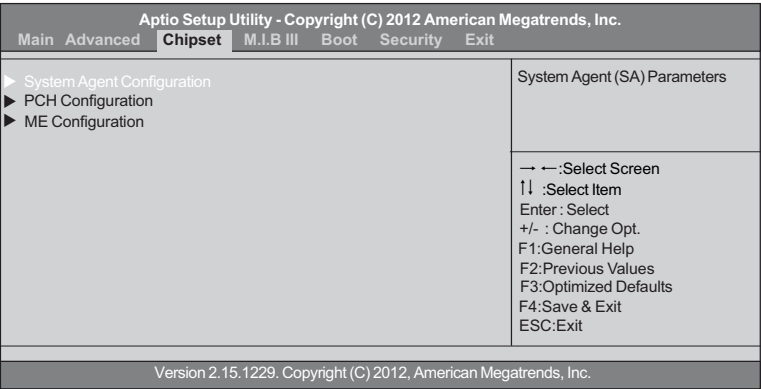 Aptio Setup Utility - Copyright (C) 2012 American Megatrends, Inc.
Main Advanced Chipset M.I.B III Boot Security Exit
▶ System Agent Configuration
▶ PCH Configuration
▶ ME Configuration
System Agent (SA) Parameters
→ ←:Select Screen
↑↓ :Select Item
Enter : Select
+/- : Change Opt.
F1:General Help
F2:Previous Values
F3:Optimized Defaults
F4:Save & Exit
ESC:Exit
Version 2.15.1229. Copyright (C) 2012, American Megatrends, Inc.